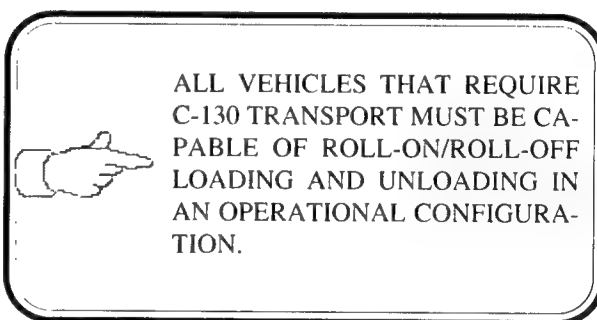 ALL VEHICLES THAT REQUIRE
C-130 TRANSPORT MUST BE CA-
PABLE OF ROLL-ON/ROLL-OFF
LOADING AND UNLOADING IN
AN OPERATIONAL CONFIGURA-
TION.